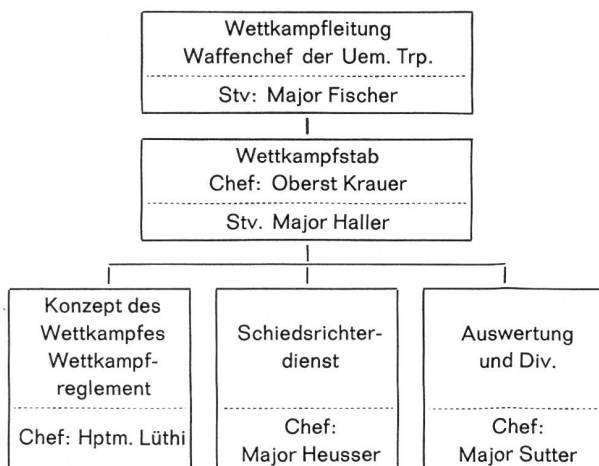 Wettkampfleitung
Waffenchef der Uem. Trp.
Stv: Major Fischer
Wettkampfstab
Chef: Oberst Krauer
Stv. Major Haller
Konzept des
Wettkampfes
Wettkampf-
reglement
Chef: Hptm. Lüthi
Schiedsrichter-
dienst
Chef:
Major Heusser
Auswertung
und Div.
Chef:
Major Sutter